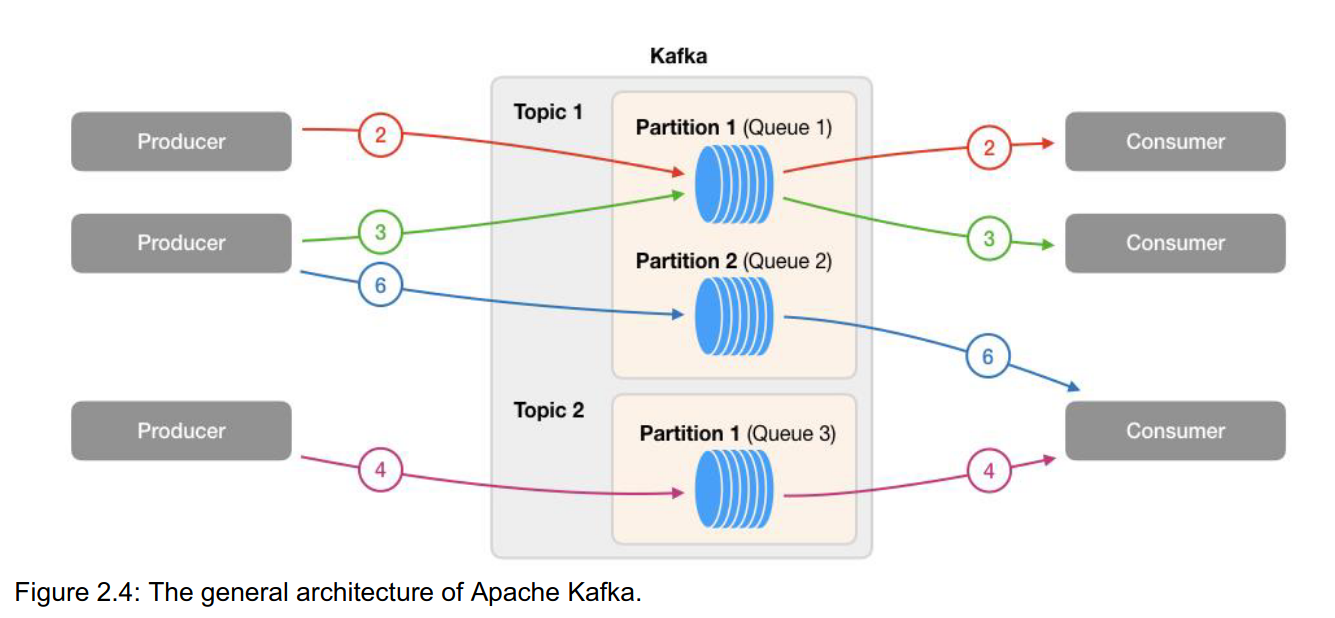 Kafka
Topic 1
Partition 1 (Queue 1)
Producer
2
2
Consumer
Producer
3
3
Consumer
Partition 2 (Queue 2)
6
6
Topic 2
Partition 1 (Queue 3)
Producer
Consumer
4
4
Figure 2.4: The general architecture of Apache Kafka.